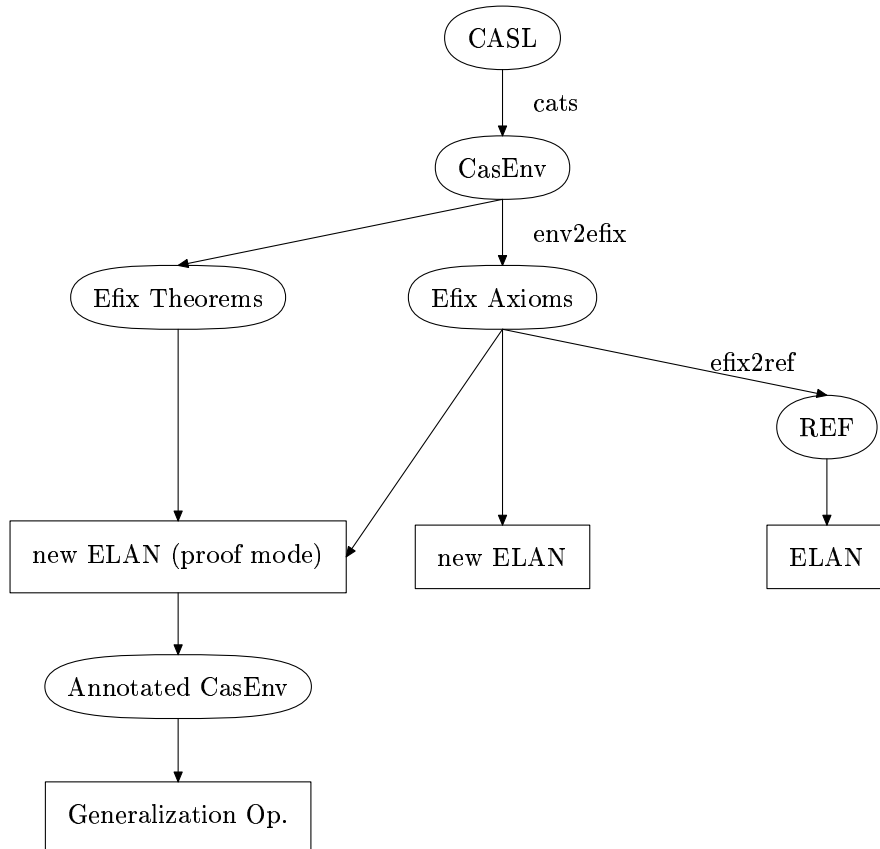 CASL
cats
CasEnv
env2efix
Efix Theorems
Efix Axioms
efix2ref
REF
new ELAN (proof mode)
new ELAN
ELAN
Annotated CasEnv
Generalization Op.